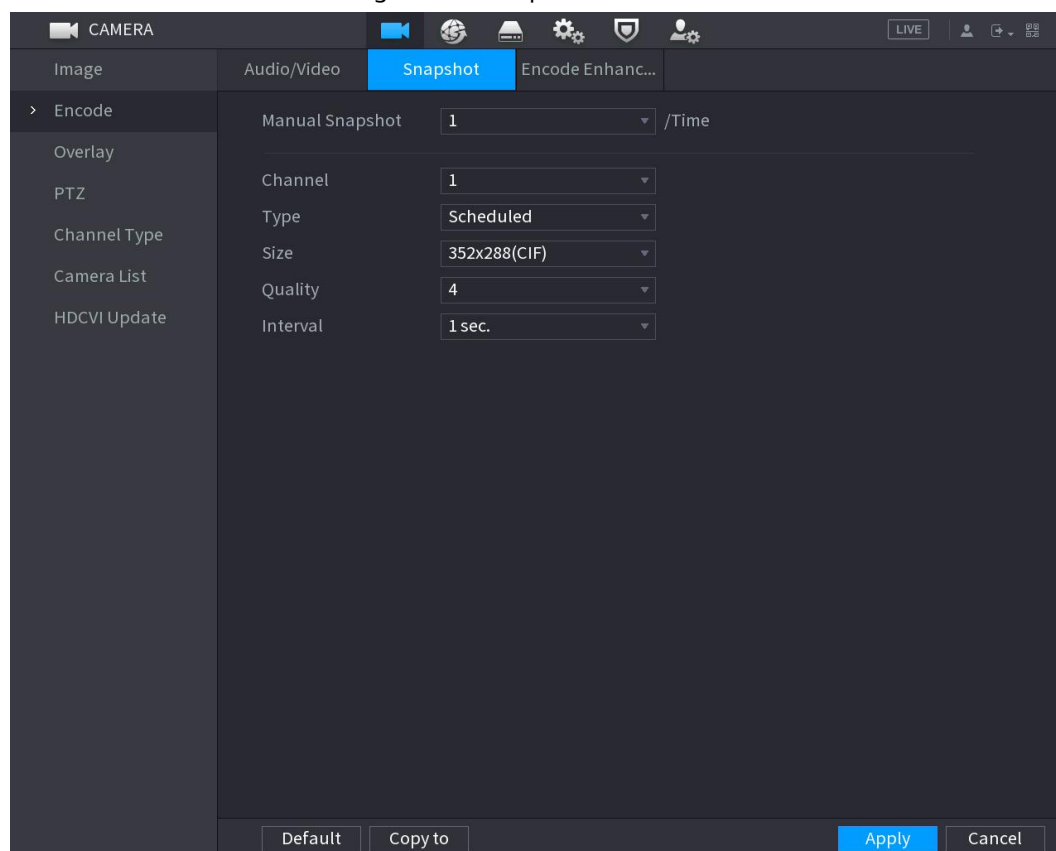 CAMERA LIVE
Image Audio/Video Snapshot Encode Enhanc...
Encode Manual Snapshot 1 /Time
Overlay
PTZ Channel 1
Channel Type Type Scheduled
Camera List Size 352x288(CIF)
HDCVI Update Quality 4
Interval 1 sec.
Default Copy to Apply Cancel